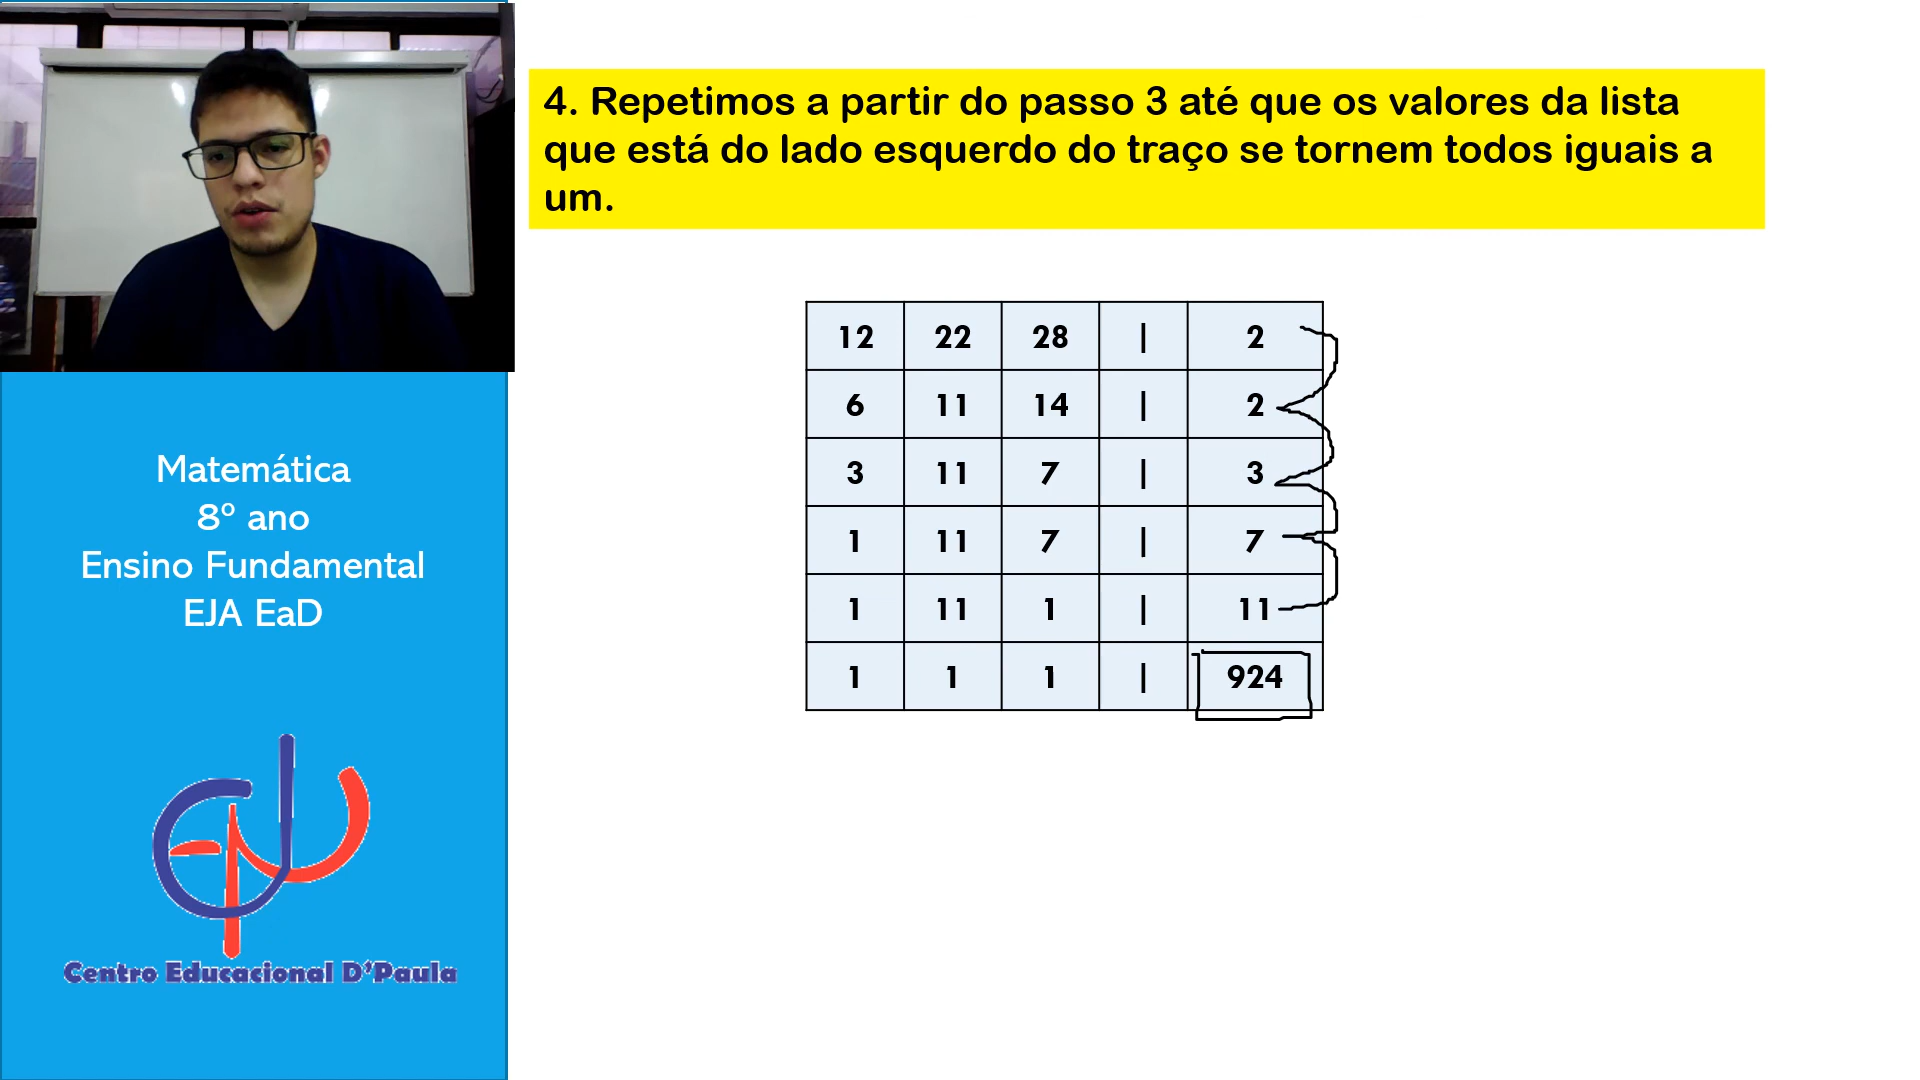 4. Repetimos a partir do passo 3 até que os valores da lista
que está do lado esquerdo do traço se tornem todos iguais a
um.
12 22 28 | 2
6 11 14 | 2
3 11 7 | 3
1 11 7 | 7
1 11 1 | 11
1 1 1 | 924
Matemática
8º ano
Ensino Fundamental
EJA EaD
Centro Educacional D'Paula